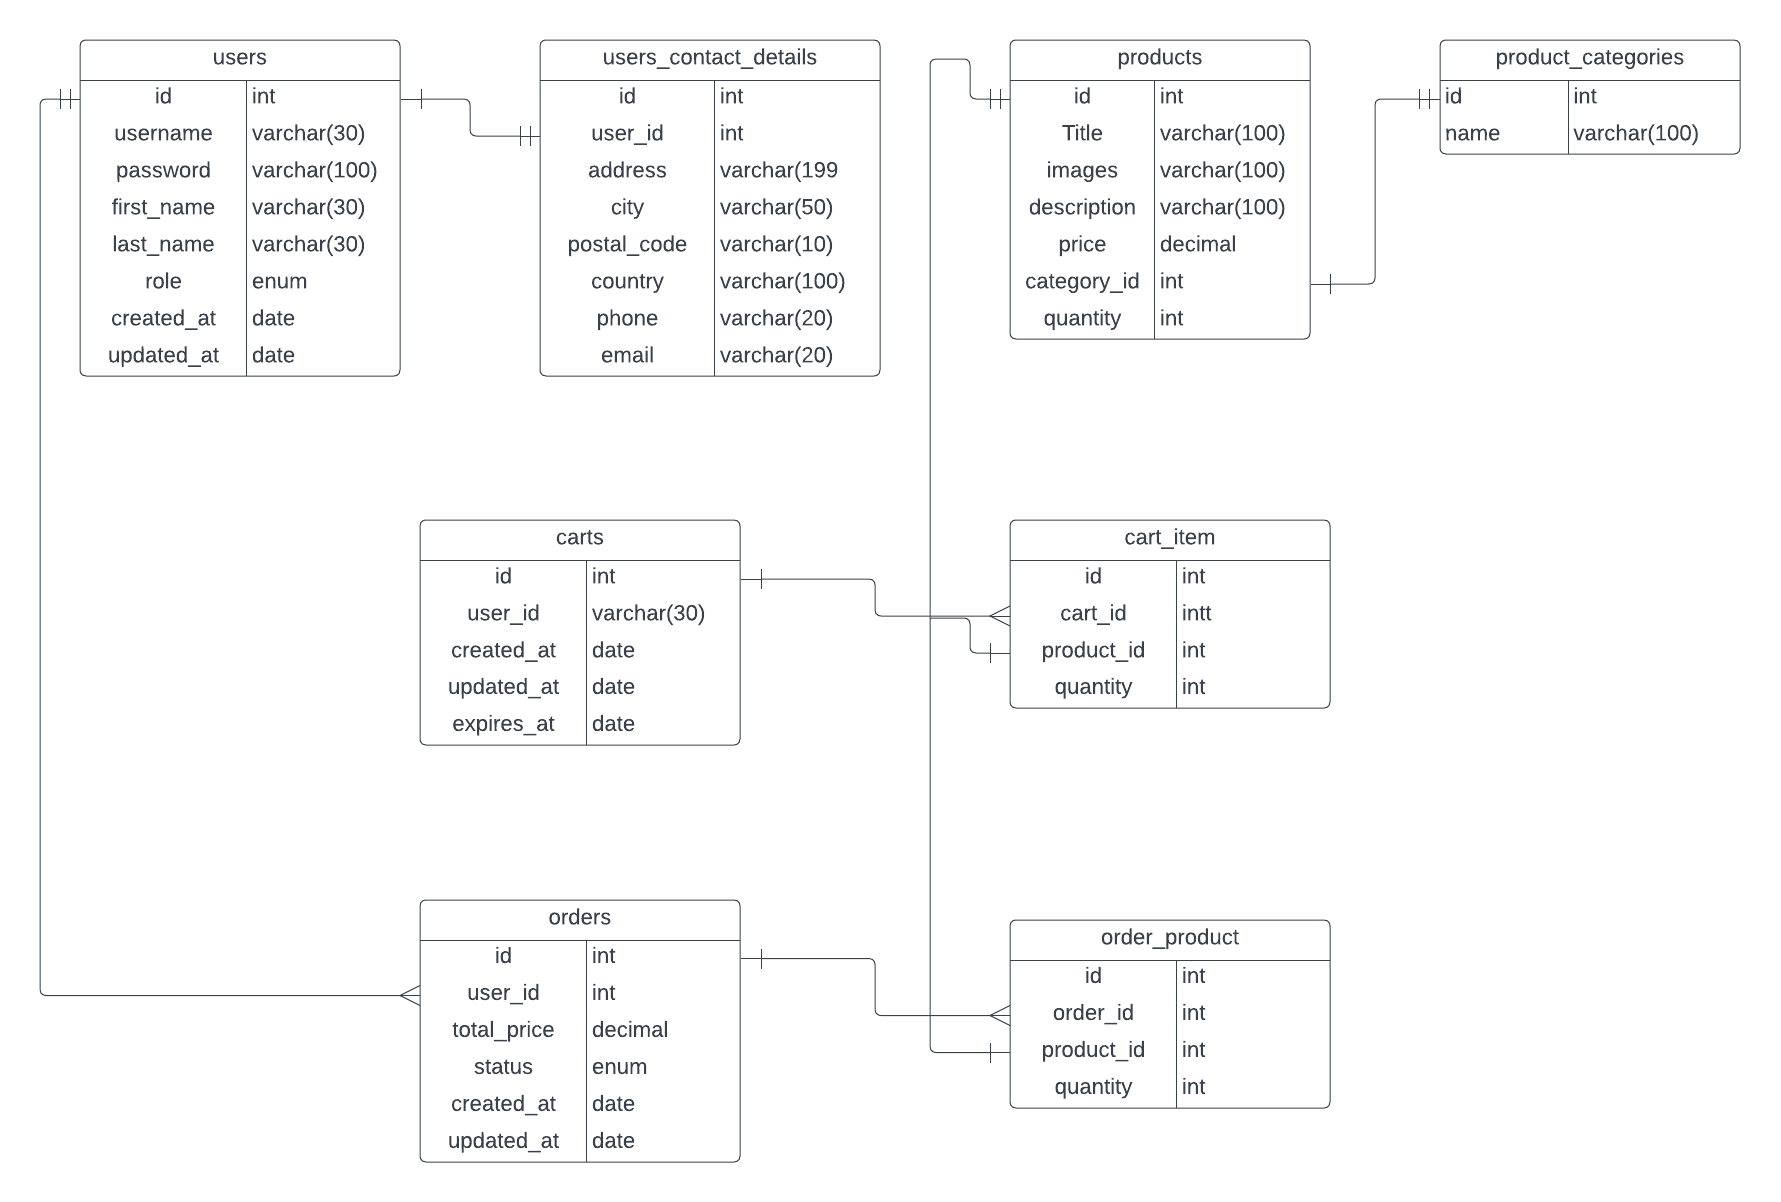 users
id int
username varchar(30)
password varchar(100)
first_name varchar(30)
last_name varchar(30)
role enum
created_at date
updated_at date
users_contact_details
id int
user_id int
address varchar(199
city varchar(50)
postal_code varchar(10)
country varchar(100)
phone varchar(20)
email varchar(20)
products
id int
Title varchar(100)
images varchar(100)
description varchar(100)
price decimal
category_id int
quantity int
product_categories
id int
name varchar(100)
carts
id int
user_id varchar(30)
created_at date
updated_at date
expires_at date
cart_item
id int
cart_id intt
product_id int
quantity int
orders
id int
user_id int
total_price decimal
status enum
created_at date
updated_at date
order_product
id int
order_id int
product_id int
quantity int